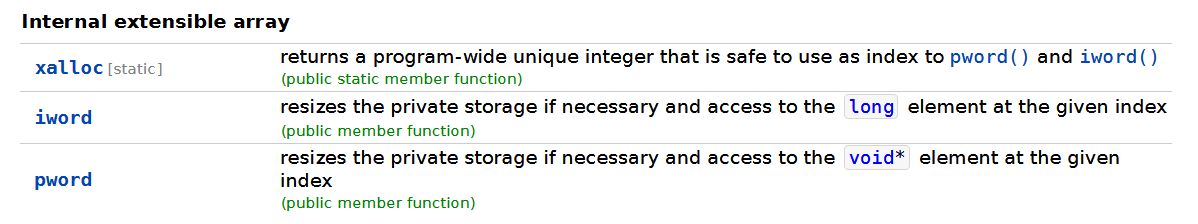 Internal extensible array
xalloc [static]
returns a program-wide unique integer that is safe to use as index to pword() and iword()
(public static member function)
iword
resizes the private storage if necessary and access to the long element at the given index
(public member function)
pword
resizes the private storage if necessary and access to the void* element at the given
index
(public member function)